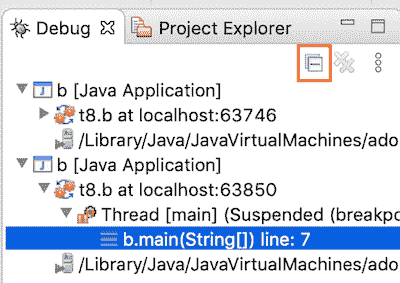 Debug Project Explorer
b [Java Application]
t8.b at localhost:63746
/Library/Java/JavaVirtualMachines/ado
b [Java Application]
t8.b at localhost:63850
Thread [main] (Suspended (breakpo
b.main(String[]) line: 7
/Library/Java/JavaVirtualMachines/ado